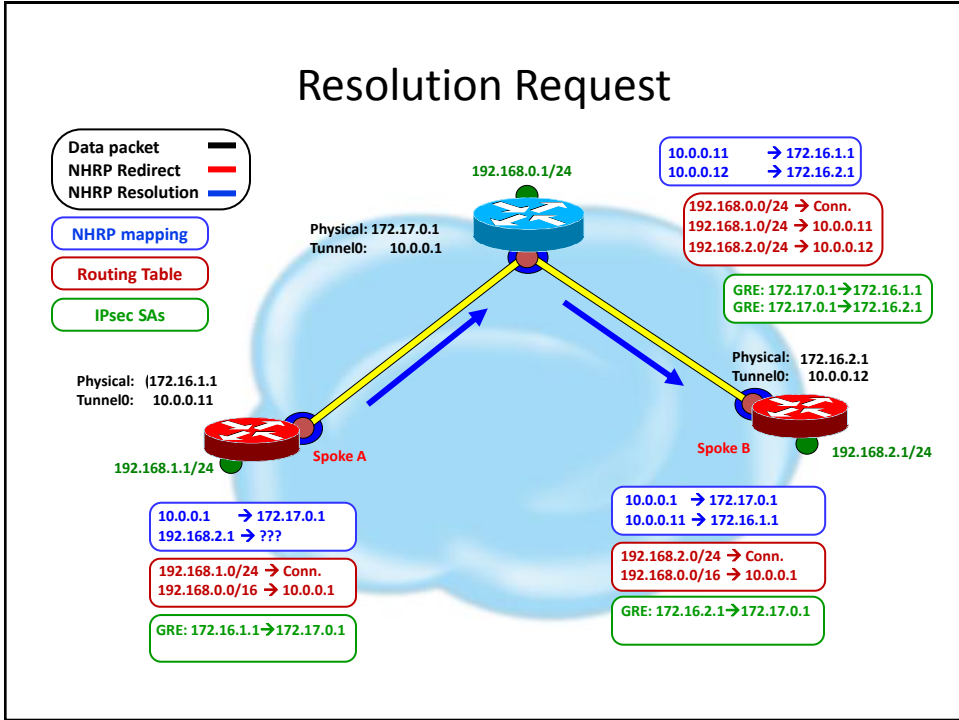 Resolution Request
Data packet
NHRP Redirect
NHRP Resolution
NHRP mapping
Routing Table
IPsec SAs
192.168.0.1/24
Physical: 172.17.0.1
Tunnel0: 10.0.0.1
10.0.0.11 → 172.16.1.1
10.0.0.12 → 172.16.2.1
192.168.0.0/24 → Conn.
192.168.1.0/24 → 10.0.0.11
192.168.2.0/24 → 10.0.0.12
GRE: 172.17.0.1→172.16.1.1
GRE: 172.17.0.1→172.16.2.1
Physical: (172.16.1.1
Tunnel0: 10.0.0.11
Spoke A
192.168.1.1/24
Physical: 172.16.2.1
Tunnel0: 10.0.0.12
Spoke B
192.168.2.1/24
10.0.0.1 → 172.17.0.1
192.168.2.1 → ???
192.168.1.0/24 → Conn.
192.168.0.0/16 → 10.0.0.1
GRE: 172.16.1.1→172.17.0.1
10.0.0.1 → 172.17.0.1
10.0.0.11 → 172.16.1.1
192.168.2.0/24 → Conn.
192.168.0.0/16 → 10.0.0.1
GRE: 172.16.2.1→172.17.0.1